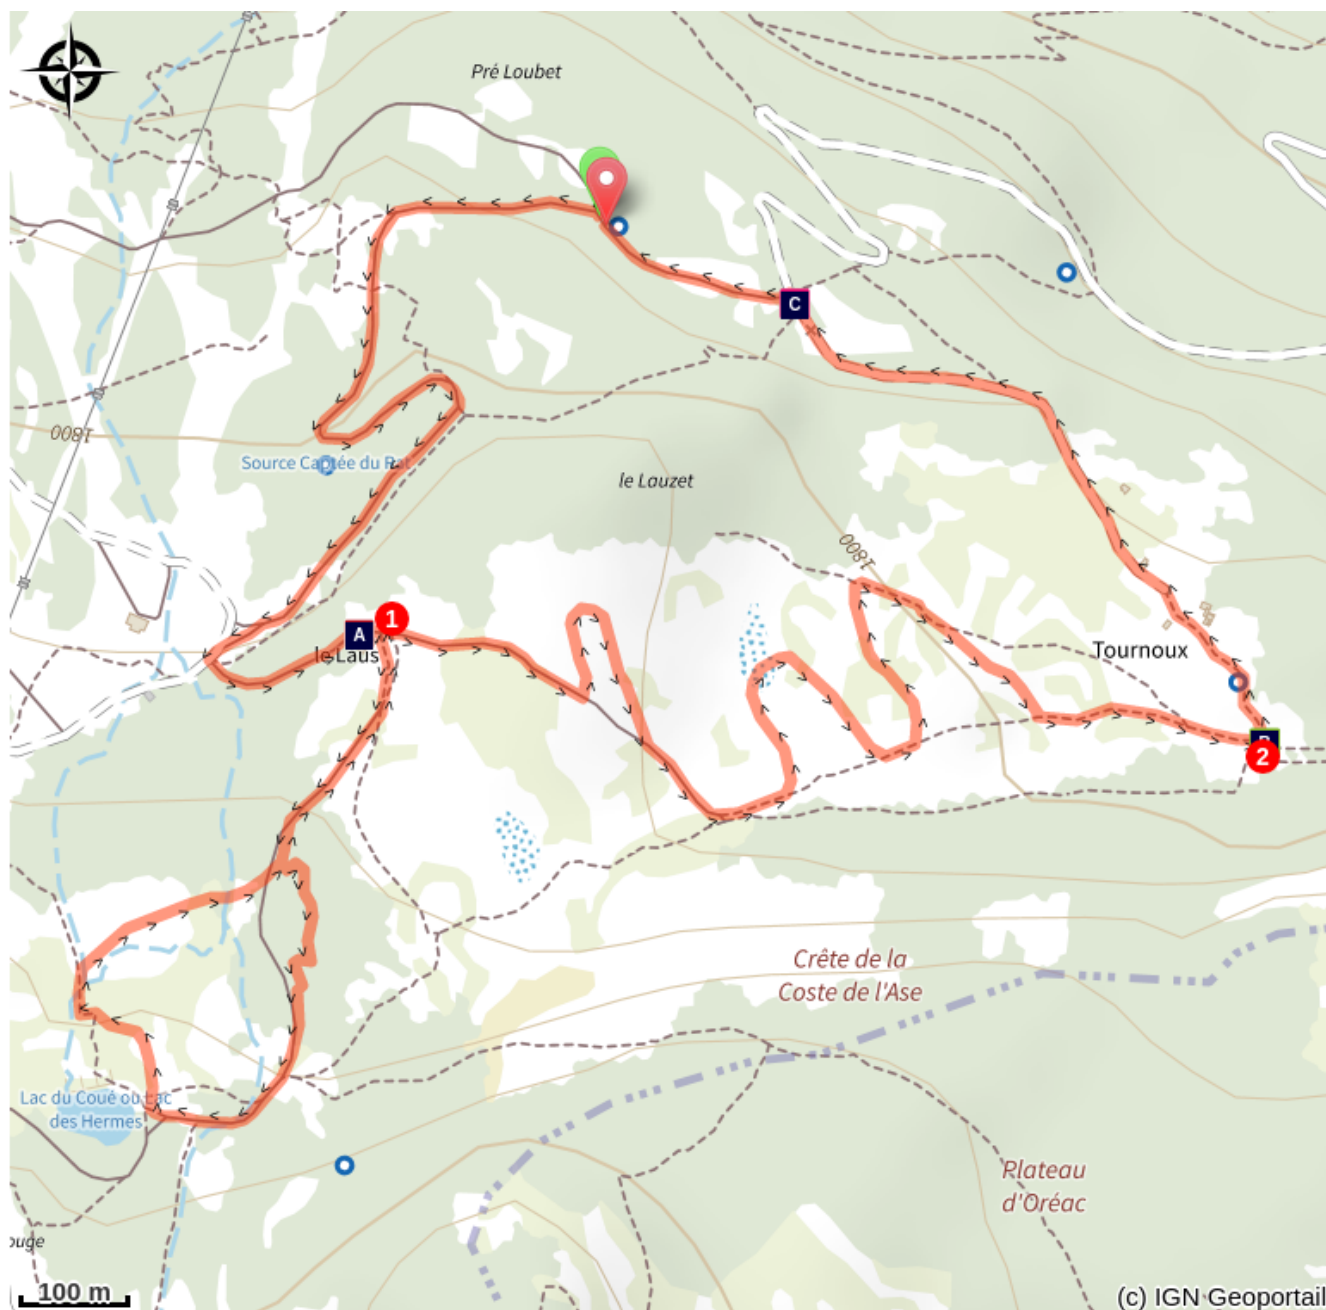 Pré Loubet
C
1800
Source Captée du Rat
le Lauzet
1800
1
A
le Laus
Tournoux
B
2
Crête de la
Coste de l'Ase
Lac du Coué ou Lac
des Hermes
Plateau
d'Oréac
ouge
100 m
(c) IGN Geoportail